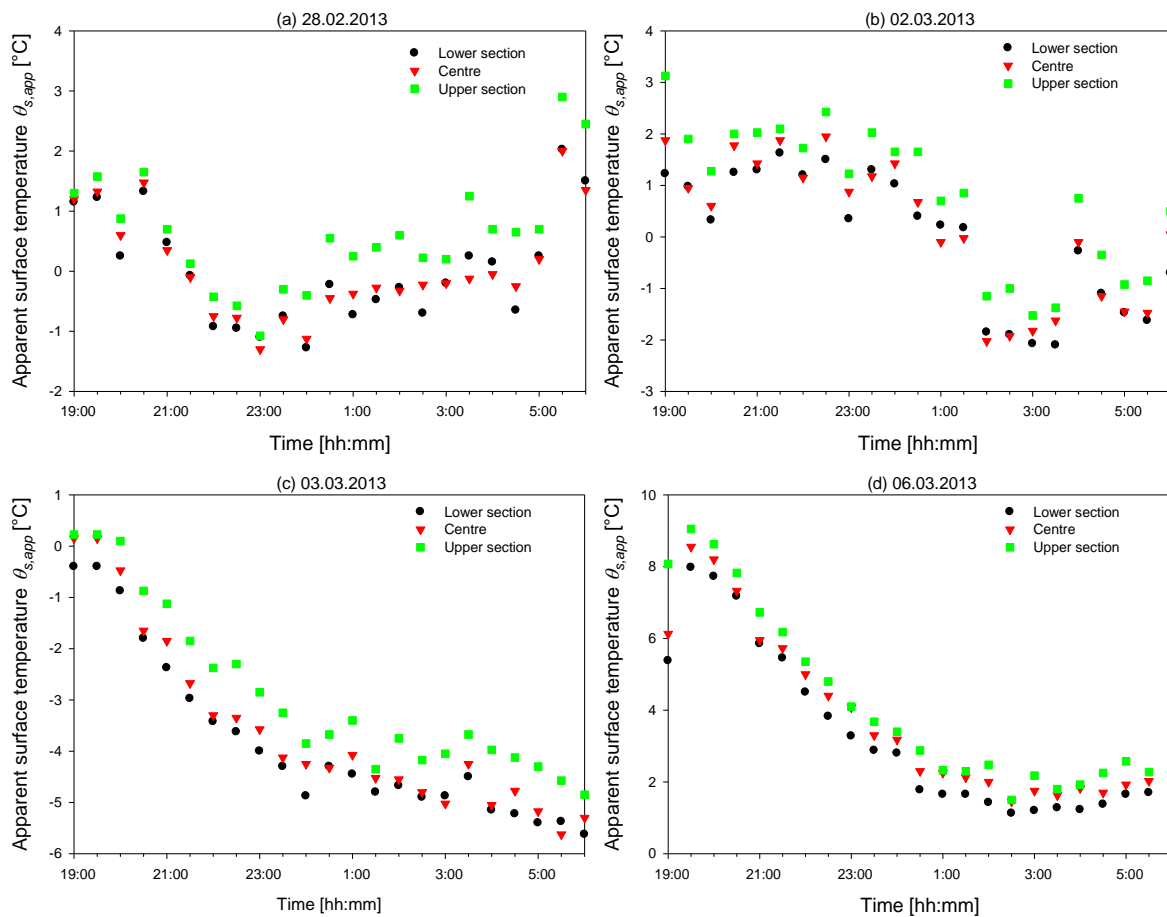 (a) 28.02.2013
4
3
2
1
0
-1
-2
Apparent surface temperature θs,app [°C]
Lower section
Centre
Upper section
19:00 21:00 23:00 1:00 3:00 5:00
Time [hh:mm]
(b) 02.03.2013
4
3
2
1
0
-1
-2
-3
Apparent surface temperature θs,app [°C]
Lower section
Centre
Upper section
19:00 21:00 23:00 1:00 3:00 5:00
Time [hh:mm]
(c) 03.03.2013
1
0
-1
-2
-3
-4
-5
-6
Apparent surface temperature θs,app [°C]
Lower section
Centre
Upper section
19:00 21:00 23:00 1:00 3:00 5:00
Time [hh:mm]
(d) 06.03.2013
10
8
6
4
2
0
Apparent surface temperature θs,app [°C]
Lower section
Centre
Upper section
19:00 21:00 23:00 1:00 3:00 5:00
Time [hh:mm]